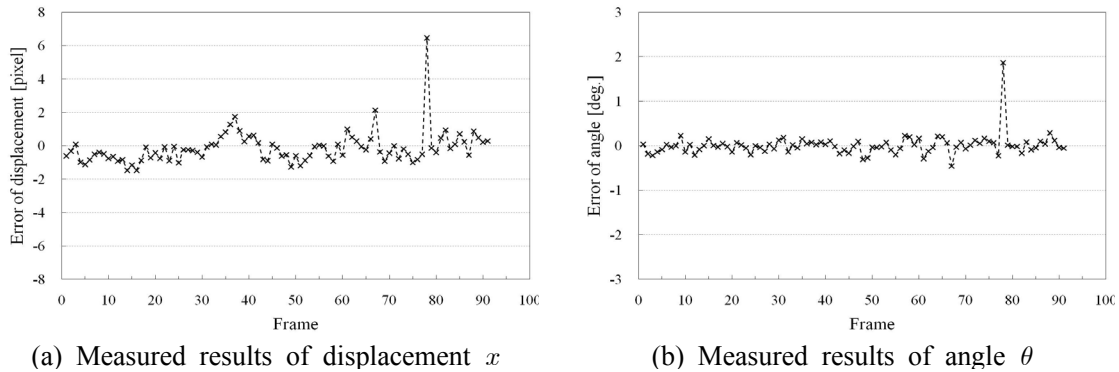 8
6
4
2
0
-2
-4
-6
-8
Error of displacement [pixel]
0 10 20 30 40 50 60 70 80 90 100
Frame
(a) Measured results of displacement x
3
2
1
0
-1
-2
-3
Error of angle [deg.]
0 10 20 30 40 50 60 70 80 90 100
Frame
(b) Measured results of angle θ